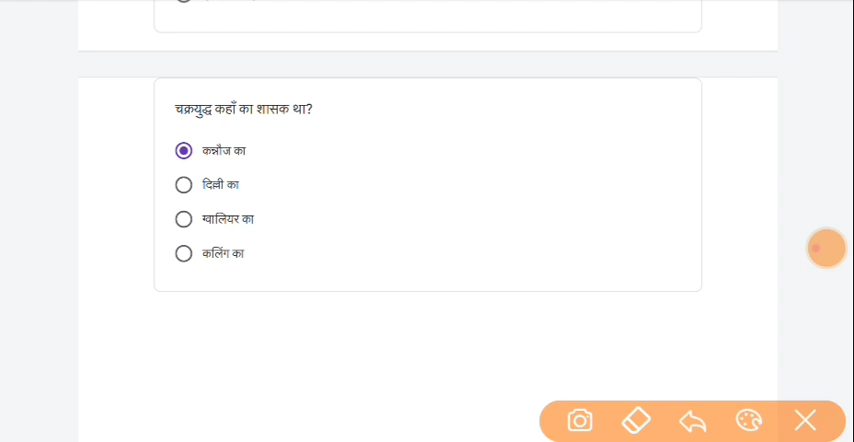 चक्रयुद्ध कहाँ का शासक था?
कन्नौज का
दिल्ली का
ग्वालियर का
कलिंग का